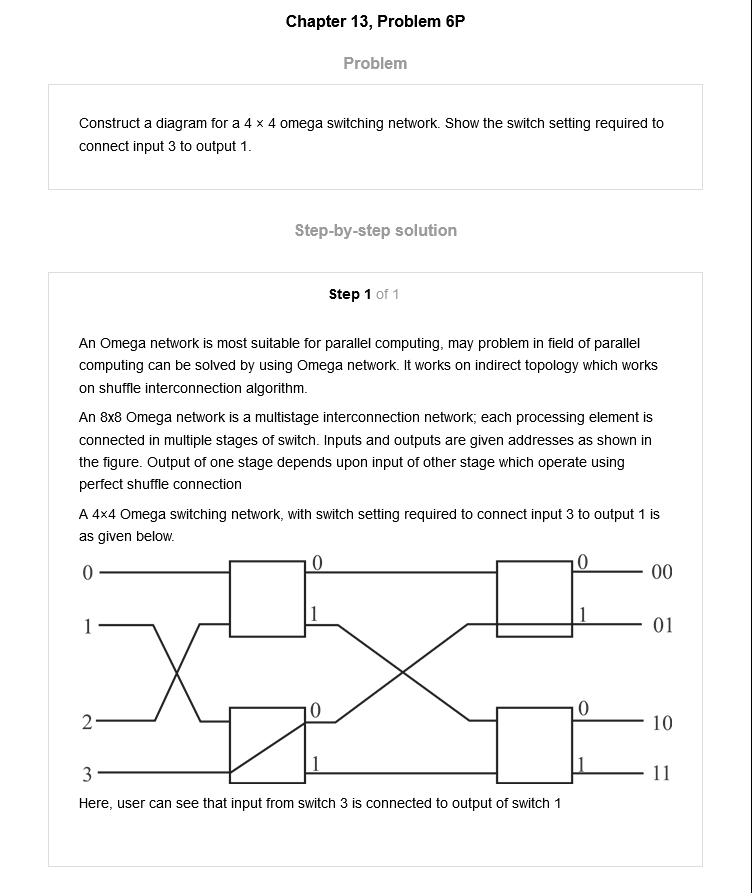 Chapter 13, Problem 6P
Problem
Construct a diagram for a 4 × 4 omega switching network. Show the switch setting required to
connect input 3 to output 1.
Step-by-step solution
Step 1 of 1
An Omega network is most suitable for parallel computing, may problem in field of parallel
computing can be solved by using Omega network. It works on indirect topology which works
on shuffle interconnection algorithm.
An 8x8 Omega network is a multistage interconnection network; each processing element is
connected in multiple stages of switch. Inputs and outputs are given addresses as shown in
the figure. Output of one stage depends upon input of other stage which operate using
perfect shuffle connection
A 4×4 Omega switching network, with switch setting required to connect input 3 to output 1 is
as given below.
0 0 0 00
1 1 1 01
2 0 0 10
3 1 1 11
Here, user can see that input from switch 3 is connected to output of switch 1